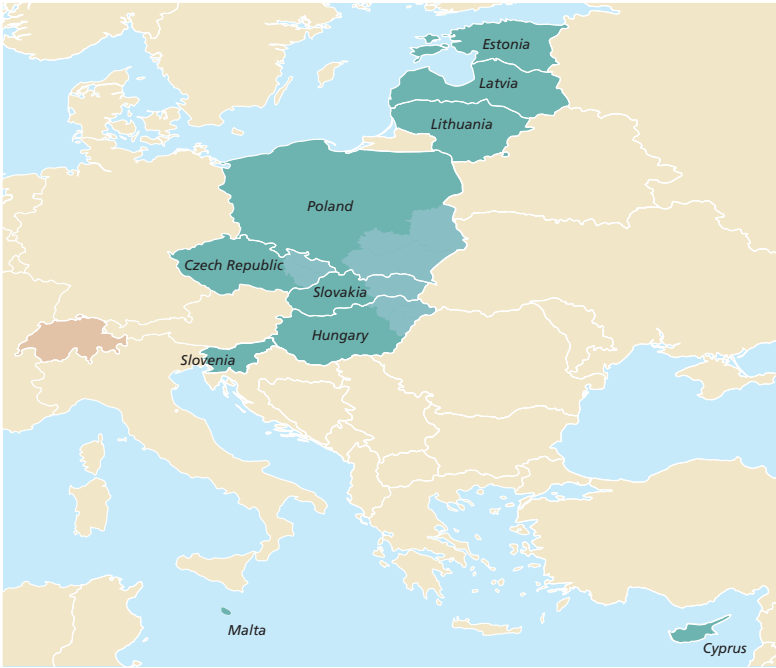 Estonia
Latvia
Lithuania
Poland
Czech Republic
Slovakia
Hungary
Slovenia
Malta
Cyprus